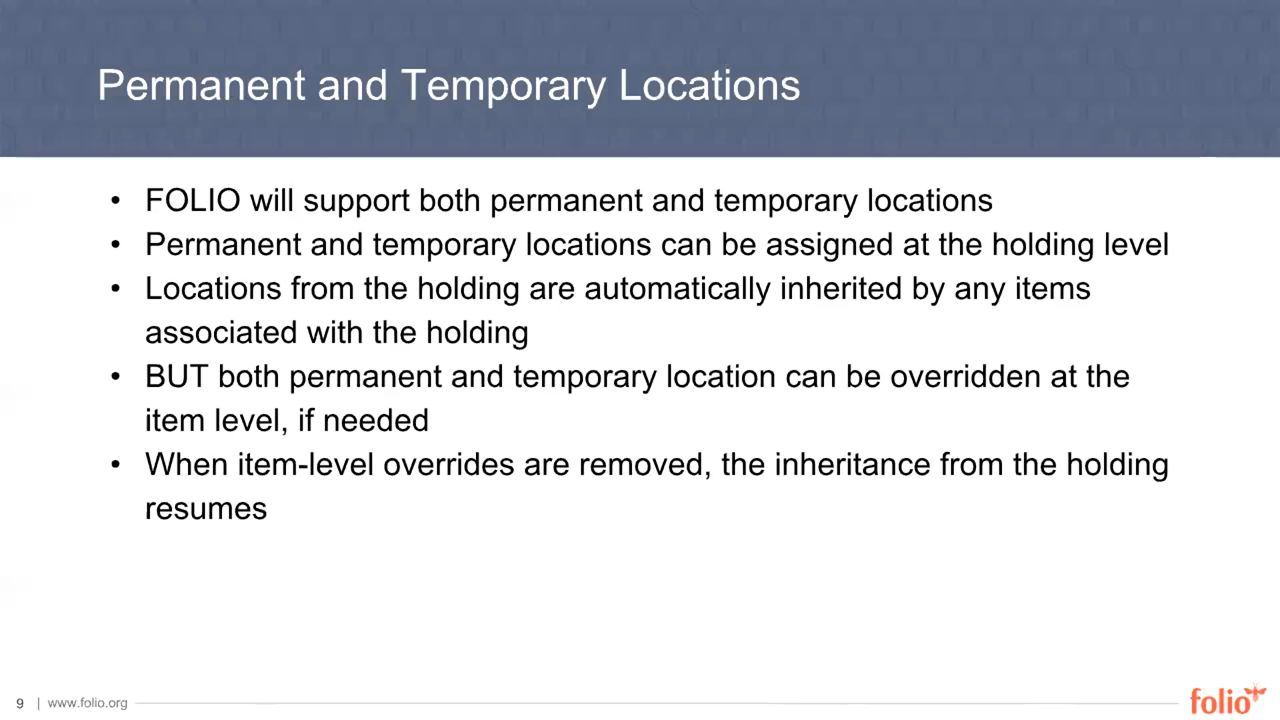 Permanent and Temporary Locations
• FOLIO will support both permanent and temporary locations
• Permanent and temporary locations can be assigned at the holding level
• Locations from the holding are automatically inherited by any items
associated with the holding
• BUT both permanent and temporary location can be overridden at the
item level, if needed
• When item-level overrides are removed, the inheritance from the holding
resumes
9 | www.folio.org
folio